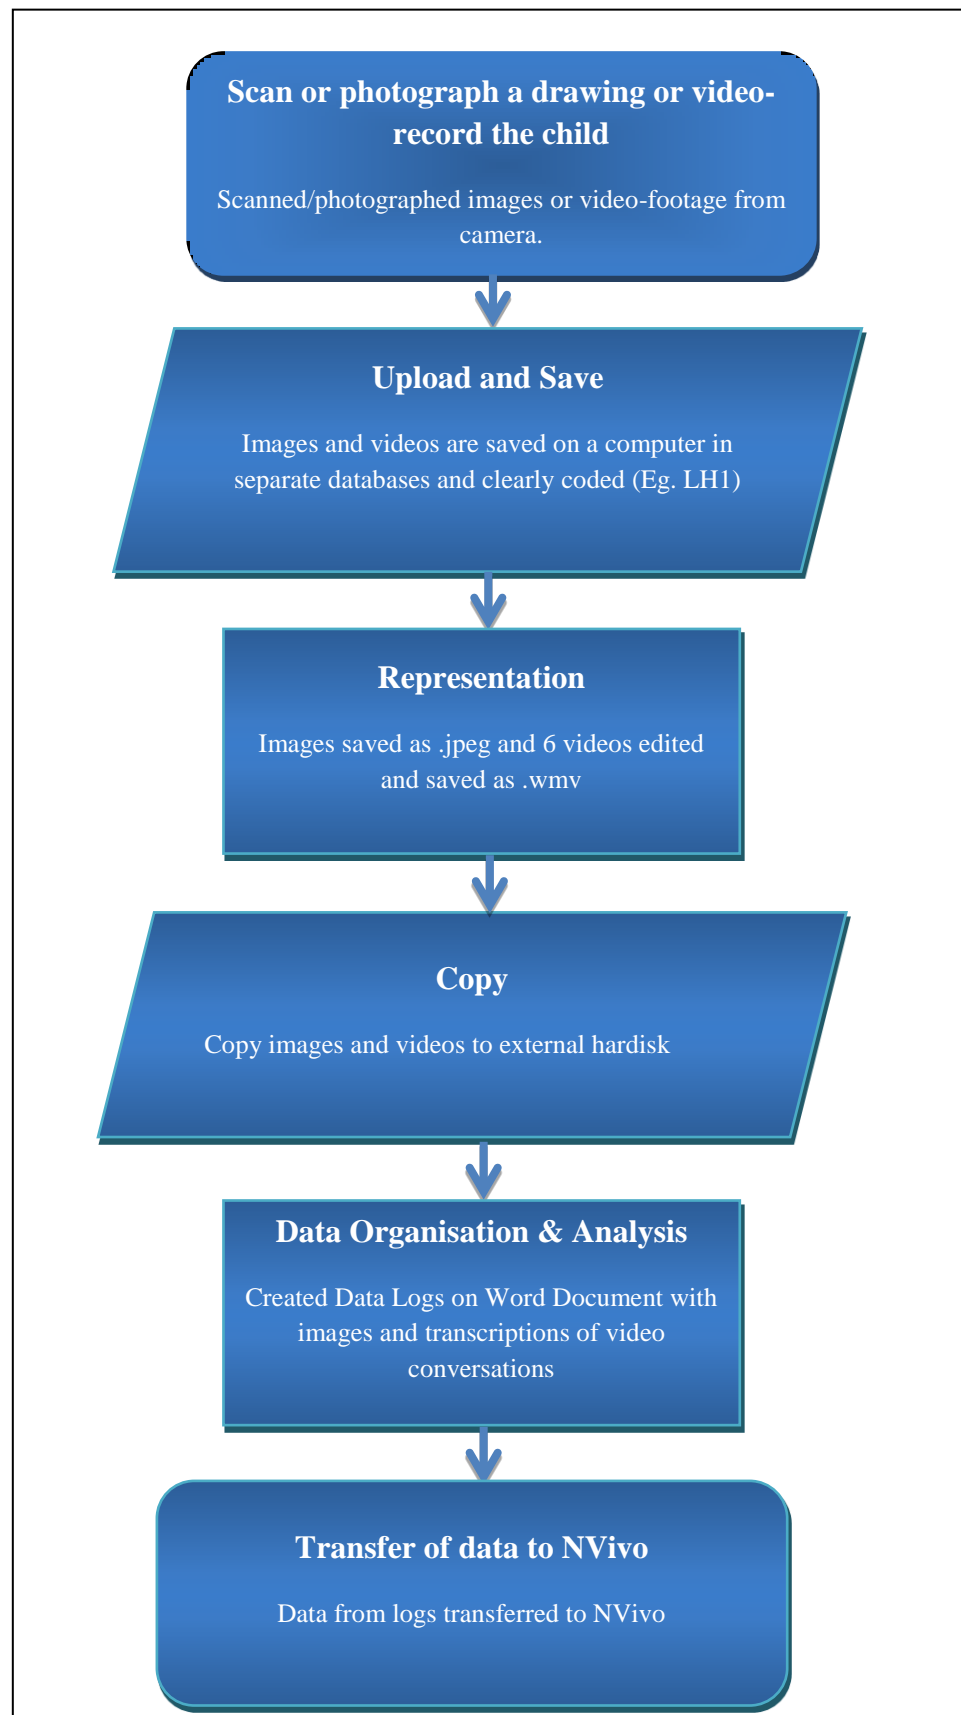 Scan or photograph a drawing or video-
record the child
Scanned/photographed images or video-footage from
camera.
Upload and Save
Images and videos are saved on a computer in
separate databases and clearly coded (Eg. LH1)
Representation
Images saved as .jpeg and 6 videos edited
and saved as .wmv
Copy
Copy images and videos to external hardisk
Data Organisation & Analysis
Created Data Logs on Word Document with
images and transcriptions of video
conversations
Transfer of data to NVivo
Data from logs transferred to NVivo